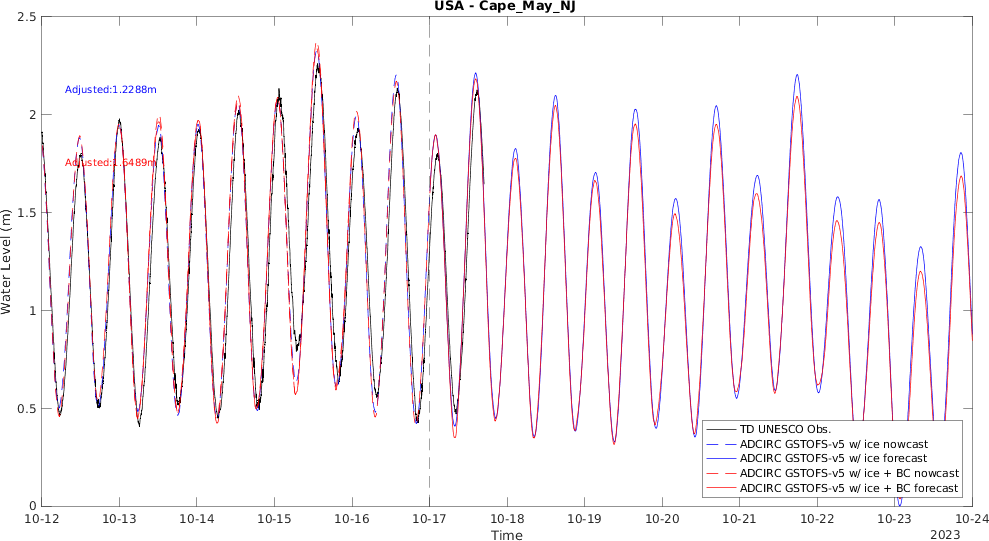 USA - Cape_May_NJ
2.5
2
1.5
1
0.5
0
Water Level (m)
Adjusted:1.2288m
Adjusted:1.5489m
TD UNESCO Obs.
ADCIRC GSTOFS-v5 w/ ice nowcast
ADCIRC GSTOFS-v5 w/ ice forecast
ADCIRC GSTOFS-v5 w/ ice + BC nowcast
ADCIRC GSTOFS-v5 w/ ice + BC forecast
10-12 10-13 10-14 10-15 10-16 10-17 10-18 10-19 10-20 10-21 10-22 10-23 10-24
Time
2023